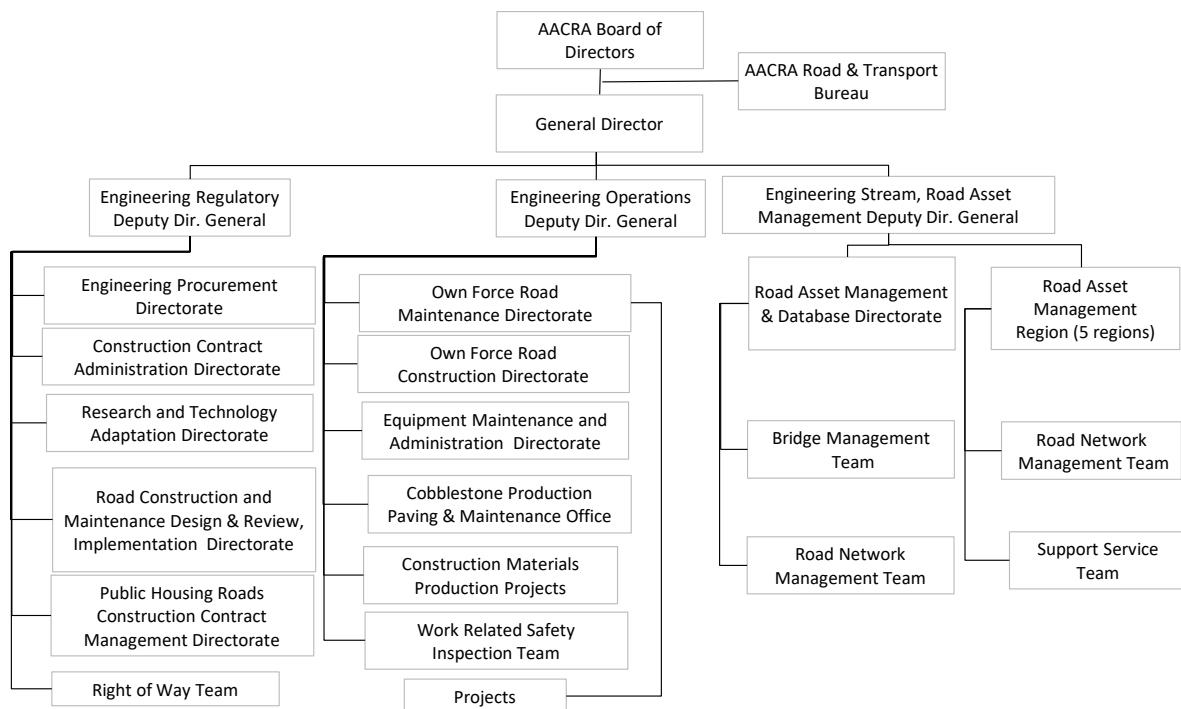 AACRA Board of
Directors
AACRA Road & Transport
Bureau
General Director
Engineering Regulatory
Deputy Dir. General
Engineering Operations
Deputy Dir. General
Engineering Stream, Road Asset
Management Deputy Dir. General
Engineering Procurement
Directorate
Construction Contract
Administration Directorate
Research and Technology
Adaptation Directorate
Road Construction and
Maintenance Design & Review,
Implementation Directorate
Public Housing Roads
Construction Contract
Management Directorate
Right of Way Team
Own Force Road
Maintenance Directorate
Own Force Road
Construction Directorate
Equipment Maintenance and
Administration Directorate
Cobblestone Production
Paving & Maintenance Office
Construction Materials
Production Projects
Work Related Safety
Inspection Team
Projects
Road Asset Management
& Database Directorate
Bridge Management
Team
Road Network
Management Team
Road Asset
Management
Region (5 regions)
Road Network
Management Team
Support Service
Team